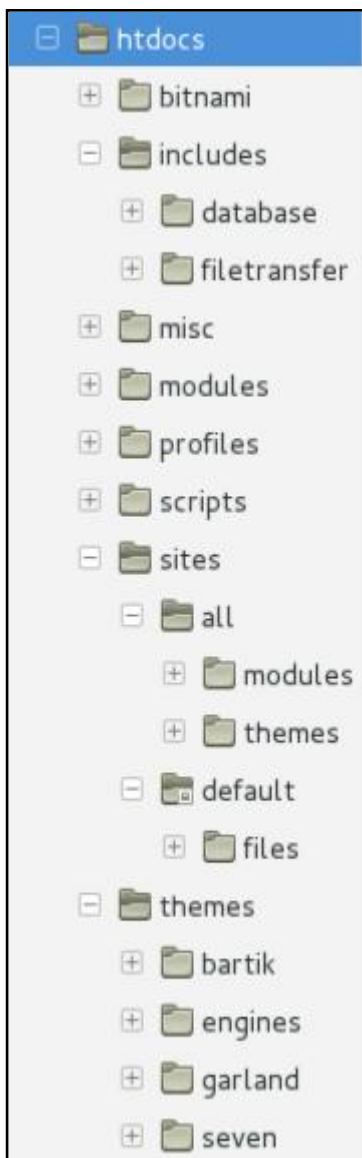 htdocs
bitnami
includes
database
filetransfer
misc
modules
profiles
scripts
sites
all
modules
themes
default
files
themes
bartik
engines
garland
seven